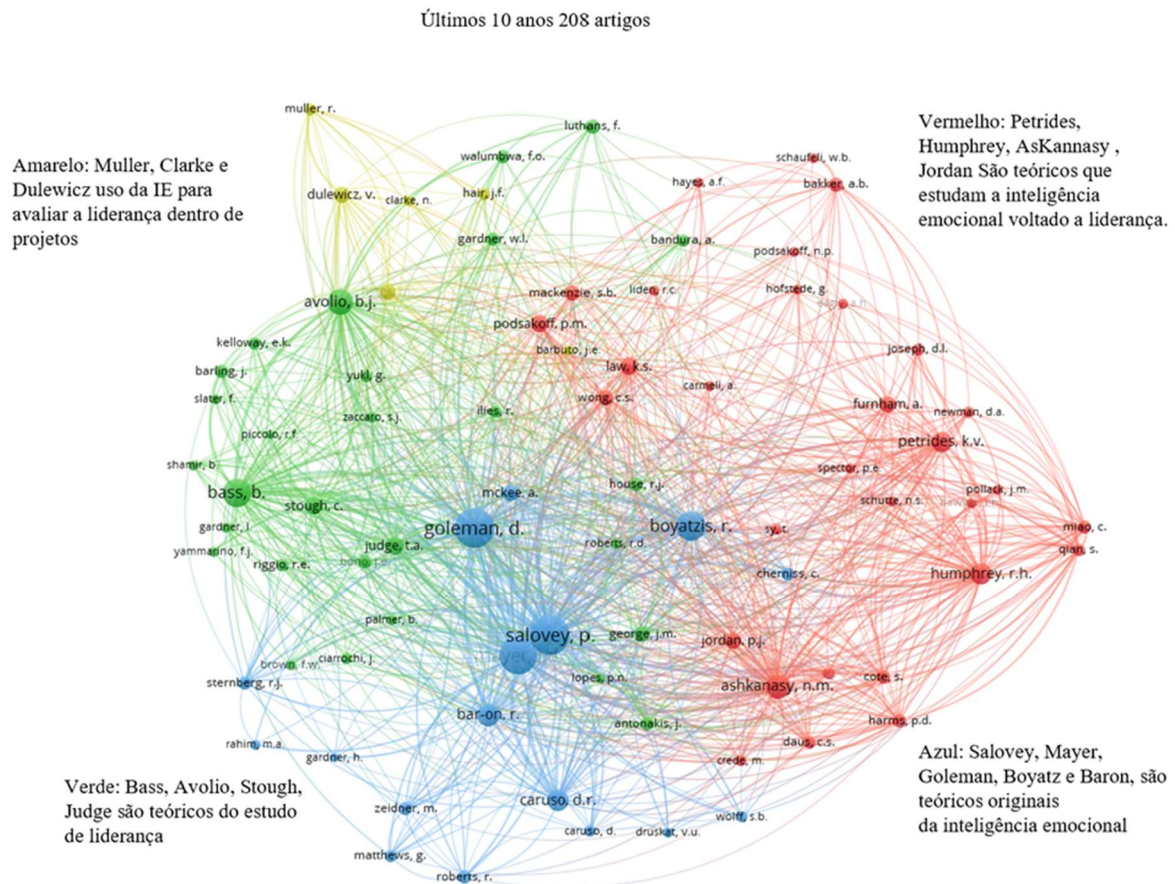 Últimos 10 anos 208 artigos
Amarelo: Muller, Clarke e
Dulewicz uso da IE para
avaliar a liderança dentro de
projetos
Vermelho: Petrides,
Humphrey, AsKannasy ,
Jordan São teóricos que
estudam a inteligência
emocional voltado a liderança.
muller, r.
luthans, f.
walumbwa, f.o.
schaufeli, w.b.
dulewicz, v.
clarke, n.
hair, j.f.
hayes, a.f.
bakker, a.b.
gardner, w.l.
bandura, a.
podsakoff, n.p.
avolio, b.j.
mackenzie, s.b.
liden, r.c.
hofstede, g.
podsakoff, p.m.
kelloway, e.k.
barbuto, j.e.
joseph, d.l.
barling, j.
yukl, g.
law, k.s.
carmeli, a.
slater, f.
zaccaro, s.j.
ilies, r.
wong, c.s.
furnham, a.
newman, d.a.
piccolo, r.f.
petrides, k.v.
shamir, b.
spector, p.e.
bass, b.
stough, c.
mckee, a.
house, r.j.
schutte, n.s.
pollack, j.m.
gardner, l.
goleman, d.
boyatzis, r.
sy, t.
miao, c.
yammarino, f.j.
judge, t.a.
roberts, r.d.
qian, s.
riggio, r.e.
cherniss, c.
humphrey, r.h.
palmer, b.
salovey, p.
george, j.m.
jordan, p.j.
brown, f.w.
ciarrochi, j.
sternberg, r.j.
lopes, p.n.
ashkanasy, n.m.
cote, s.
bar-on, r.
antonakis, j.
harms, p.d.
rahim, m.a.
gardner, h.
daus, c.s.
crede, m.
zeidner, m.
caruso, d.r.
wolff, s.b.
caruso, d.
druskat, v.u.
matthews, g.
roberts, r.
Verde: Bass, Avolio, Stough,
Judge são teóricos do estudo
de liderança
Azul: Salovey, Mayer,
Goleman, Boyatz e Baron, são
teóricos originais
da inteligência emocional